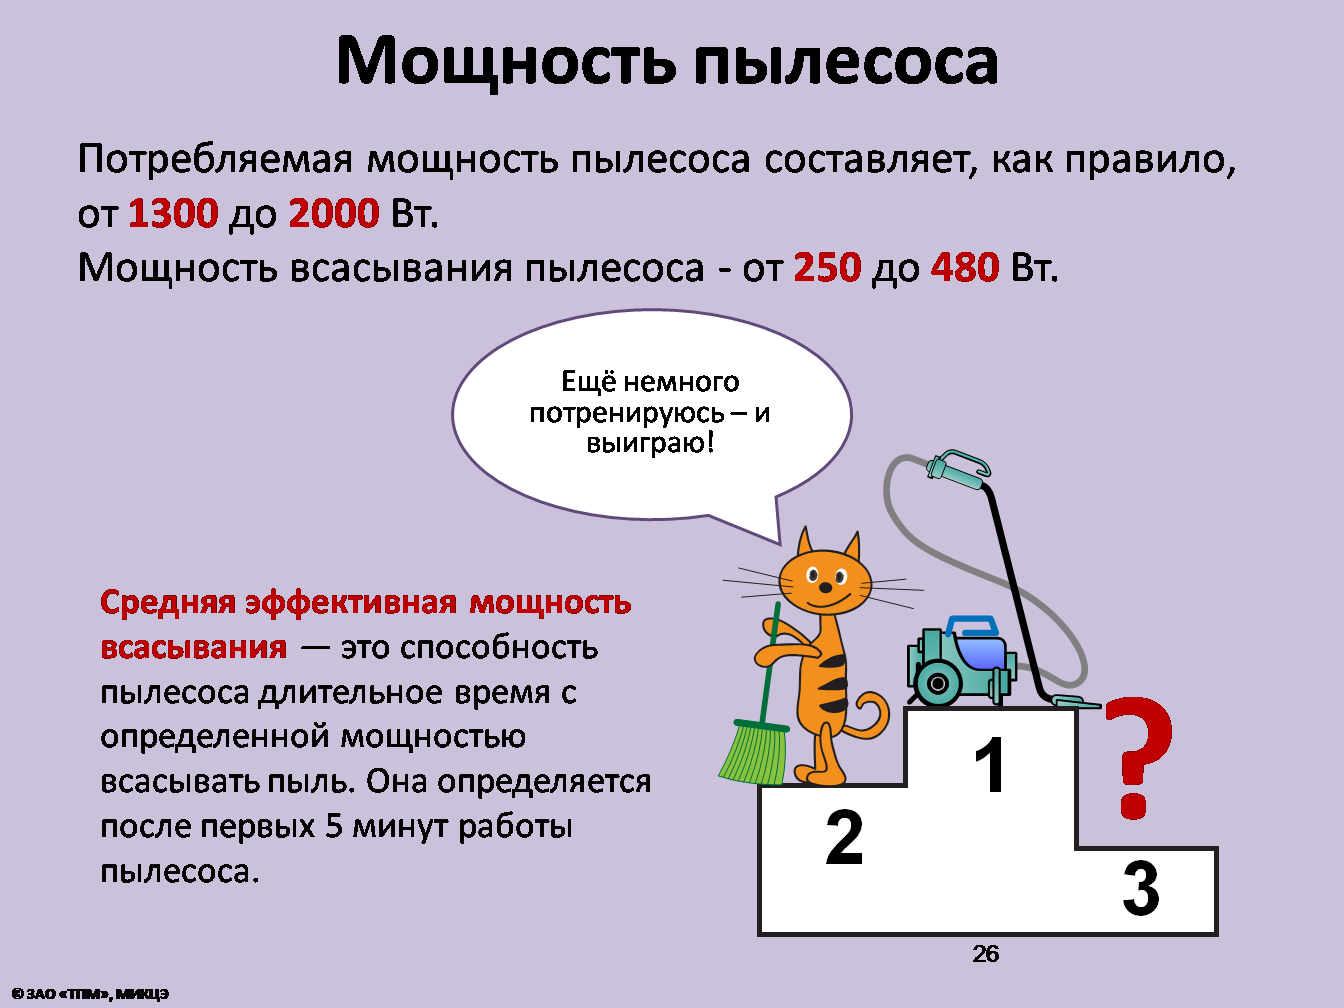 Мощность пылесоса
Потребляемая мощность пылесоса составляет, как правило,
от 1300 до 2000 Вт.
Мощность всасывания пылесоса - от 250 до 480 Вт.
Ещё немного
потренируюсь – и
выиграю!
Средняя эффективная мощность
всасывания — это способность
пылесоса длительное время с
определенной мощностью
всасывать пыль. Она определяется
после первых 5 минут работы
пылесоса.
?
1
2
3
26
© ЗАО «ТПМ», МИКЦЭ